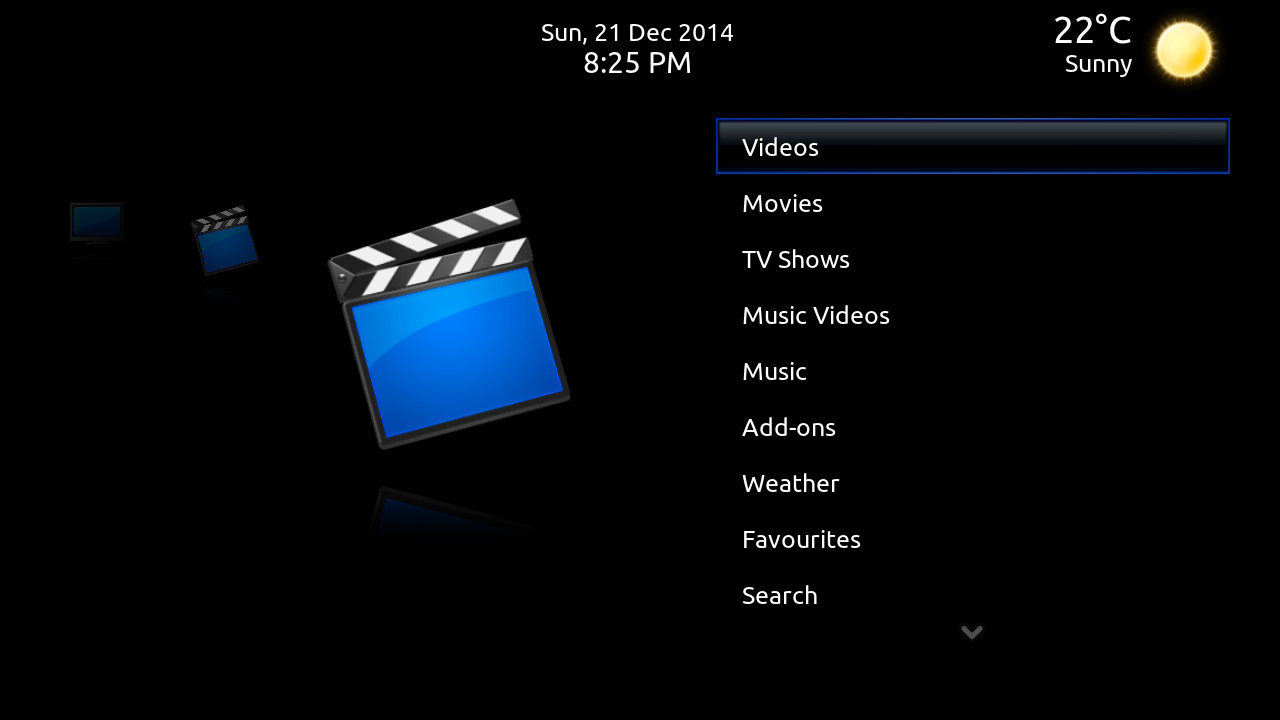 Sun, 21 Dec 2014
8:25 PM
22°C
Sunny
Videos
Movies
TV Shows
Music Videos
Music
Add-ons
Weather
Favourites
Search